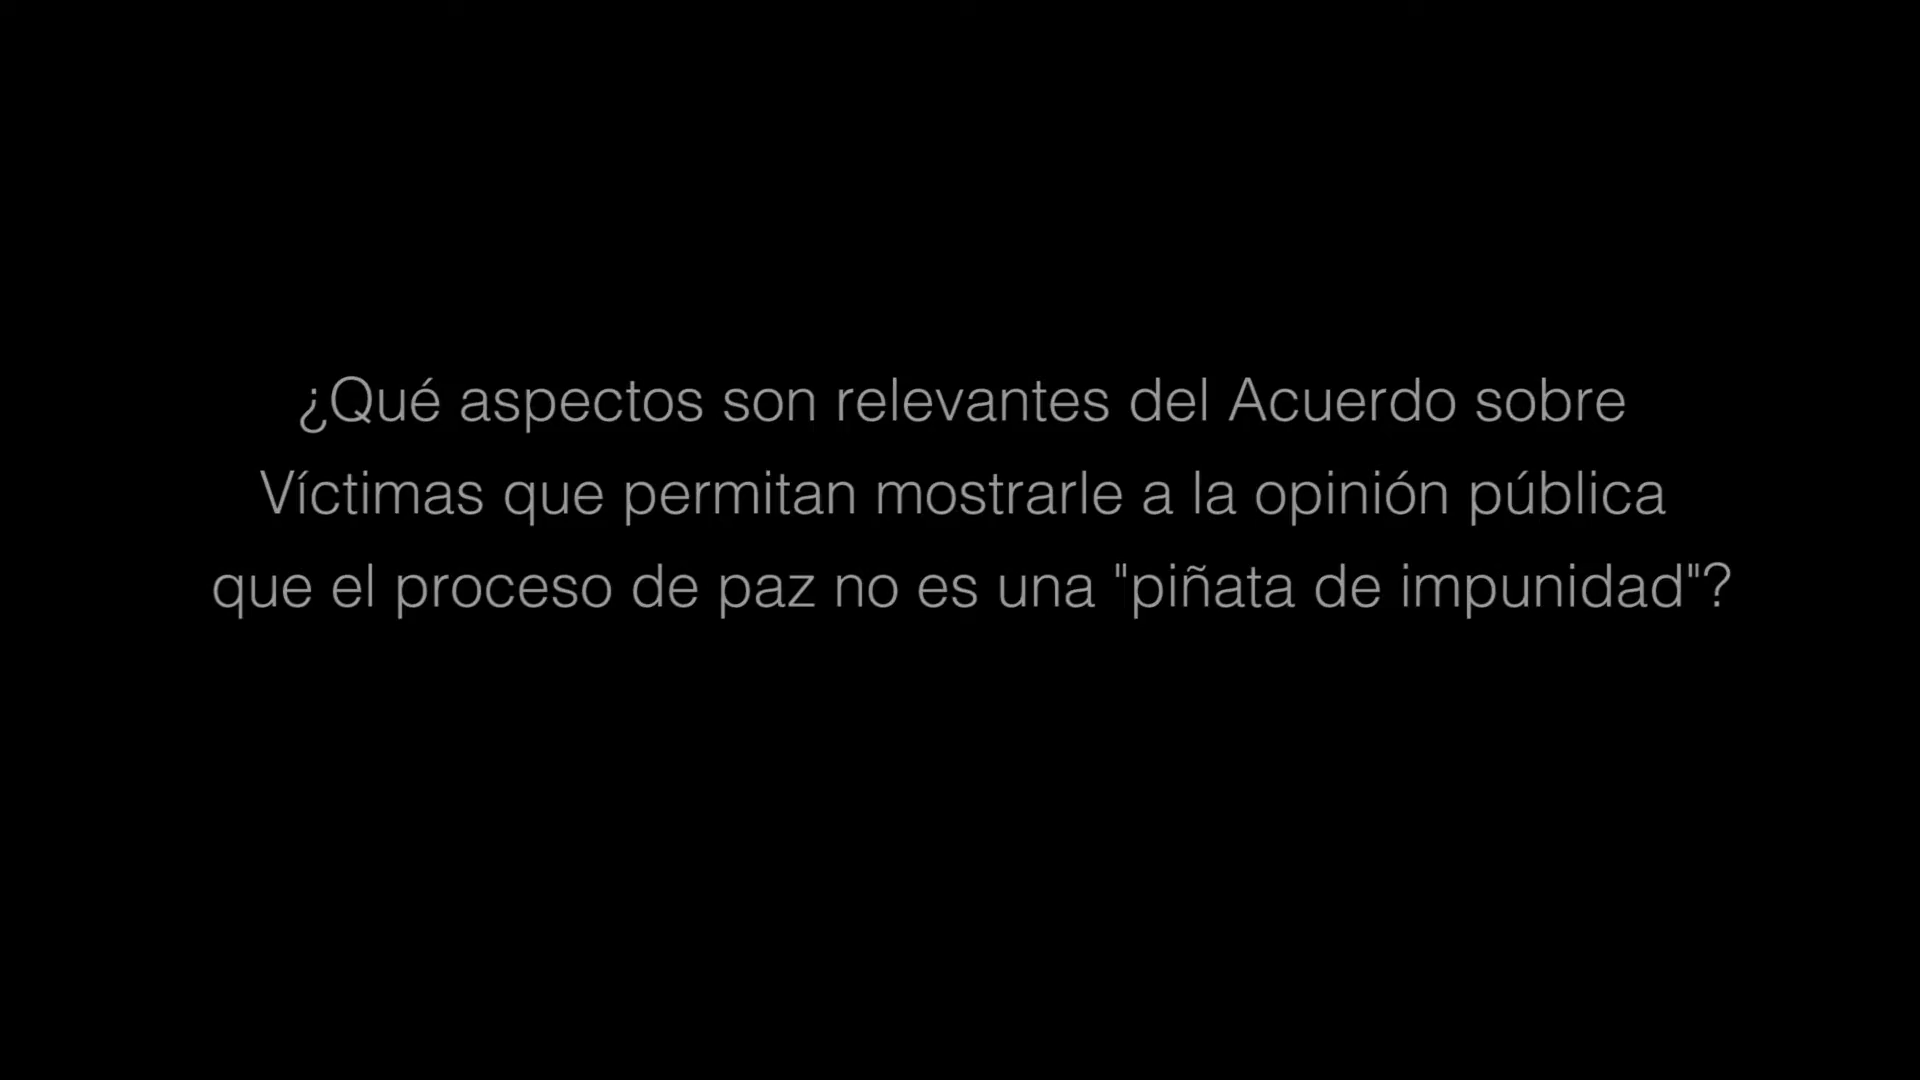 ¿Qué aspectos son relevantes del Acuerdo sobre
Víctimas que permitan mostrarle a la opinión pública
que el proceso de paz no es una "piñata de impunidad"?